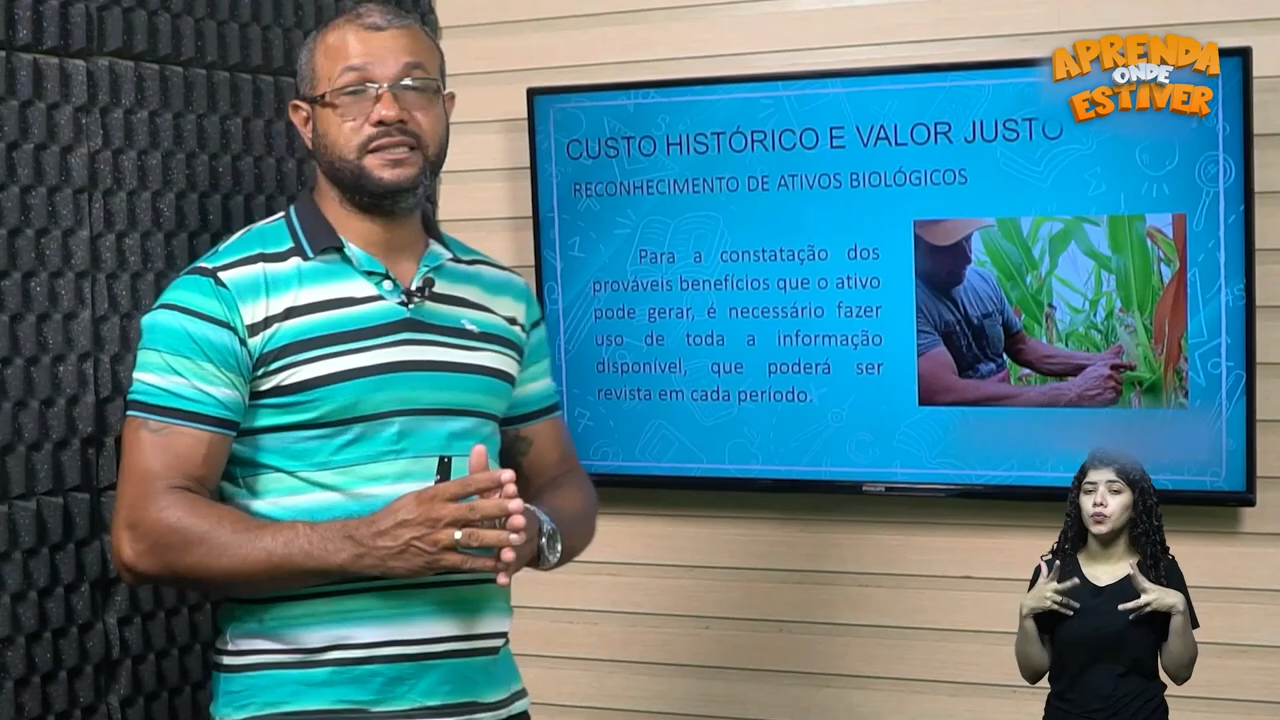 APRENDA
ONDE
ESTIVER
CUSTO HISTÓRICO E VALOR JUSTO
RECONHECIMENTO DE ATIVOS BIOLÓGICOS
Para a constatação dos
prováveis benefícios que o ativo
pode gerar, é necessário fazer
uso de toda a informação
disponível, que poderá ser
revista em cada período.
PHILIPS